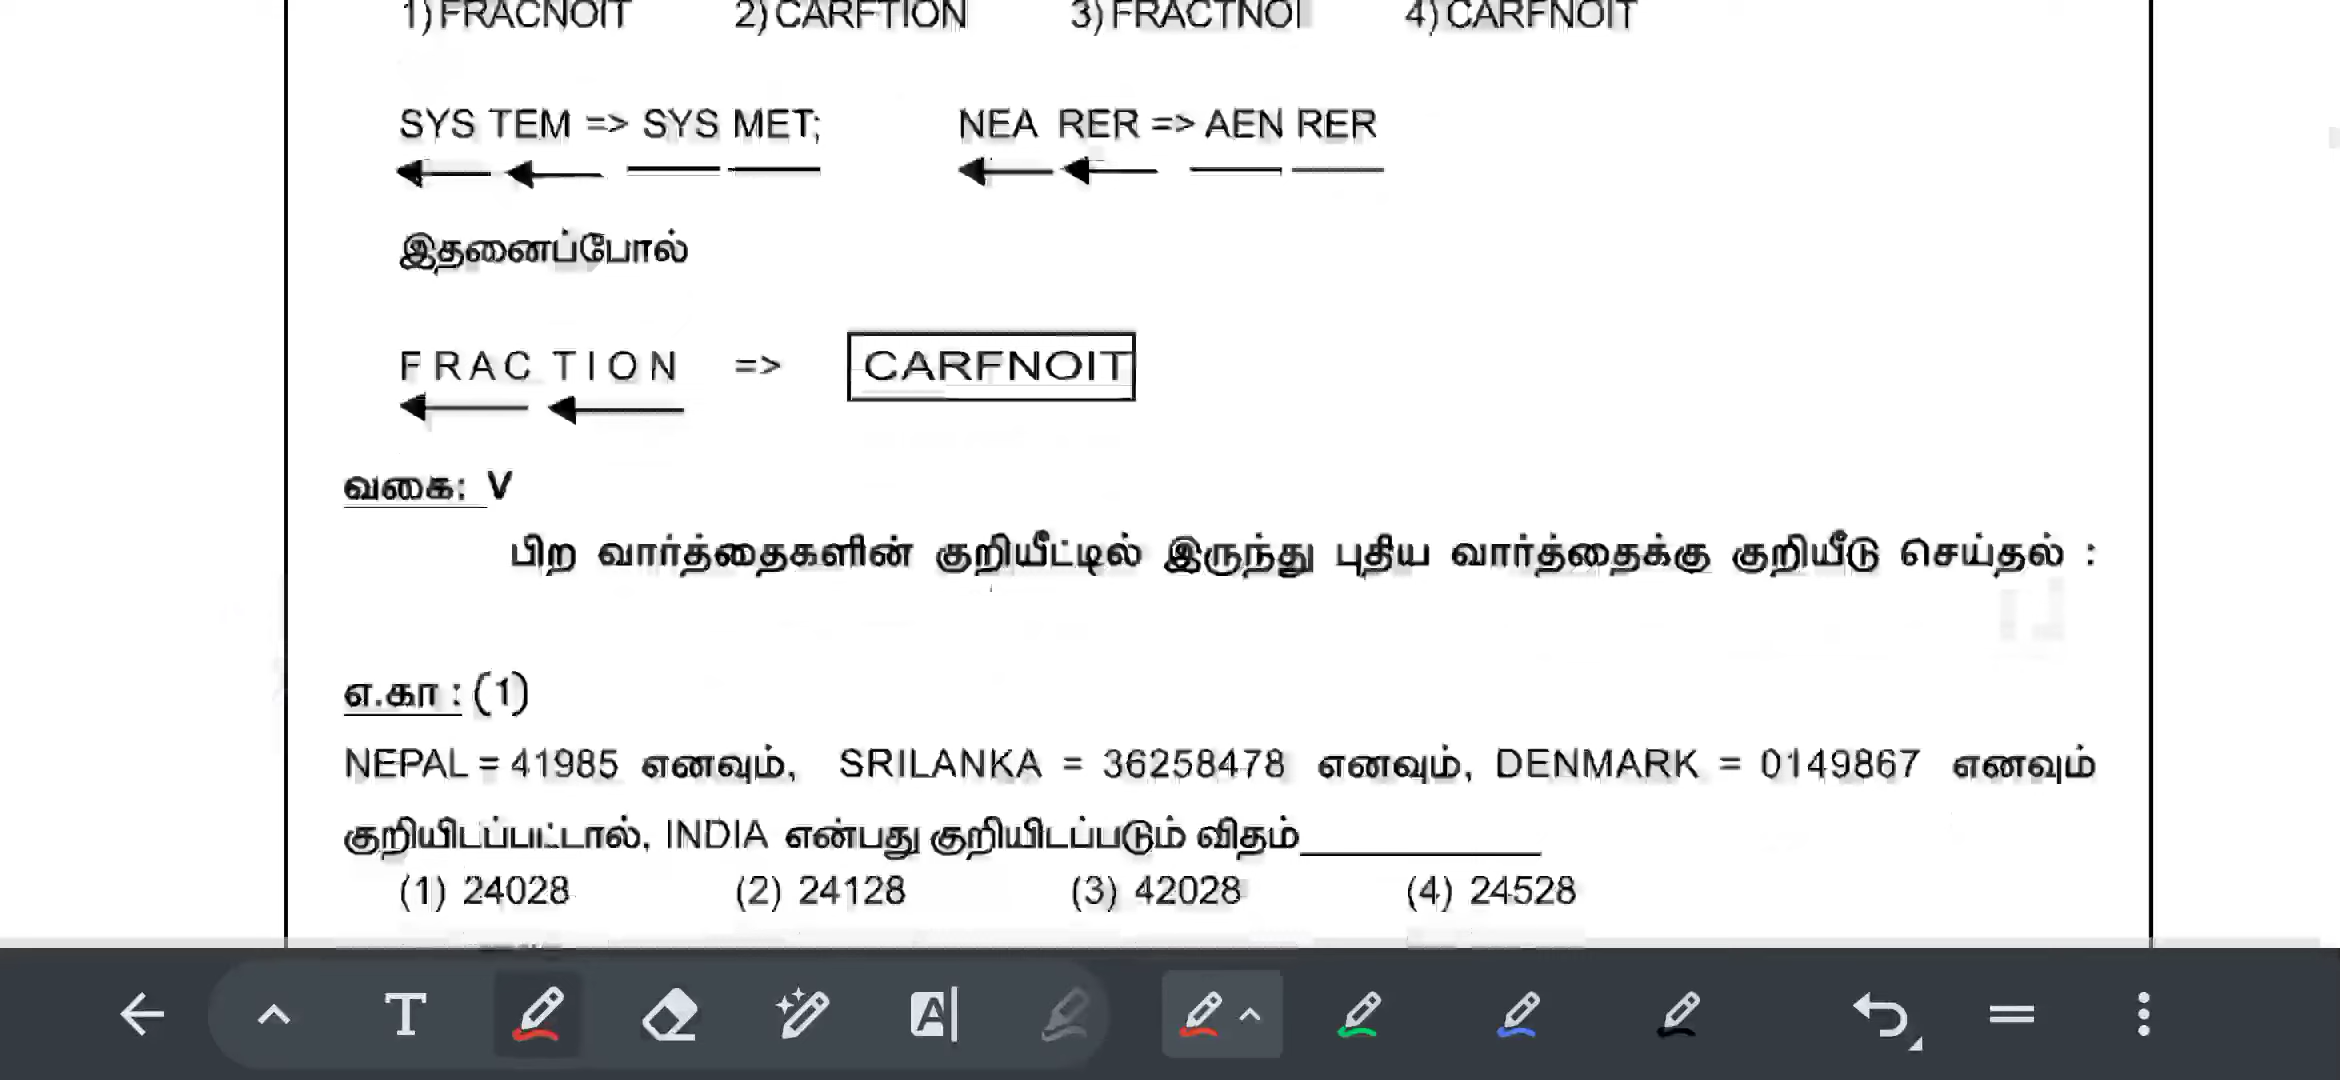 1) FRACNOIT 2) CARFTION 3) FRACTNOI 4) CARFNOIT
SYS TEM => SYS MET; NEA RER => AEN RER
இதனைப்போல்
F R A C T I O N => CARFNOIT
வகை: V
பிற வார்த்தைகளின் குறியீட்டில் இருந்து புதிய வார்த்தைக்கு குறியீடு செய்தல் :
எ.கா : (1)
NEPAL = 41985 எனவும், SRILANKA = 36258478 எனவும், DENMARK = 0149867 எனவும்
குறியிடப்பட்டால், INDIA என்பது குறியிடப்படும் விதம்__________
(1) 24028 (2) 24128 (3) 42028 (4) 24528